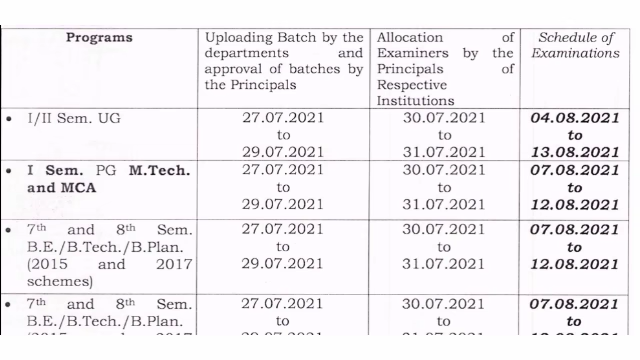 Programs
Uploading Batch by the
departments and
approval of batches by
the Principals
Allocation of
Examiners by the
Principals of
Respective
Institutions
Schedule of
Examinations
• I/II Sem. UG
27.07.2021
to
29.07.2021
30.07.2021
to
31.07.2021
04.08.2021
to
13.08.2021
• I Sem. PG M.Tech.
and MCA
27.07.2021
to
29.07.2021
30.07.2021
to
31.07.2021
07.08.2021
to
12.08.2021
• 7th and 8th Sem.
B.E./B.Tech./B.Plan.
(2015 and 2017
schemes)
27.07.2021
to
29.07.2021
30.07.2021
to
31.07.2021
07.08.2021
to
12.08.2021
• 7th and 8th Sem.
B.E./B.Tech./B.Plan.
27.07.2021
to
30.07.2021
to
07.08.2021
to